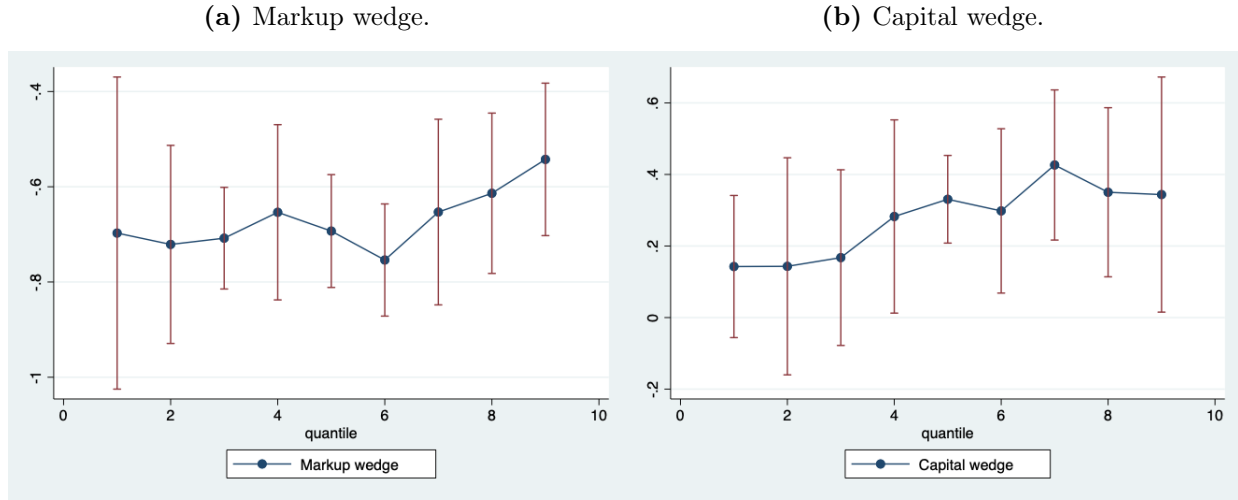 (a) Markup wedge.
-.4
-.6
-.8
-1
0 2 4 6 8 10
quantile
Markup wedge
(b) Capital wedge.
.6
.4
.2
0
-.2
0 2 4 6 8 10
quantile
Capital wedge